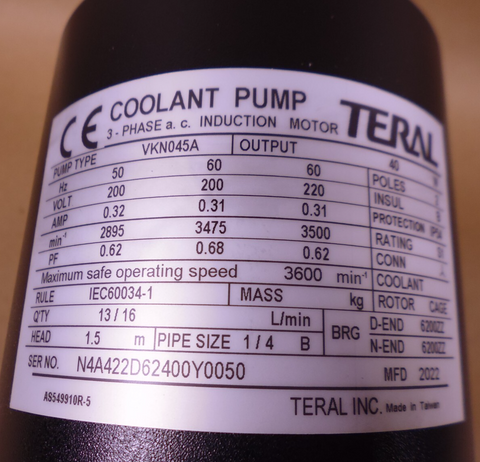 CE COOLANT PUMP TERAL
3 - PHASE a. c. INDUCTION MOTOR
PUMP TYPE VKN045A OUTPUT 40
Hz 50 60 60 POLES
VOLT 200 200 220 INSUL
AMP 0.32 0.31 0.31 PROTECTION IP54
min-1 2895 3475 3500 RATING S1
PF 0.62 0.68 0.62 CONN
Maximum safe operating speed 3600 min-1 COOLANT
RULE IEC60034-1 MASS kg ROTOR CAGE
Q'TY 13 / 16 L/min BRG D-END 6200ZZ
HEAD 1.5 m PIPE SIZE 1 / 4 B N-END 6200ZZ
SER NO. N4A422D62400Y0050 MFD 2022
AS549910R-5 TERAL INC. Made in Taiwan